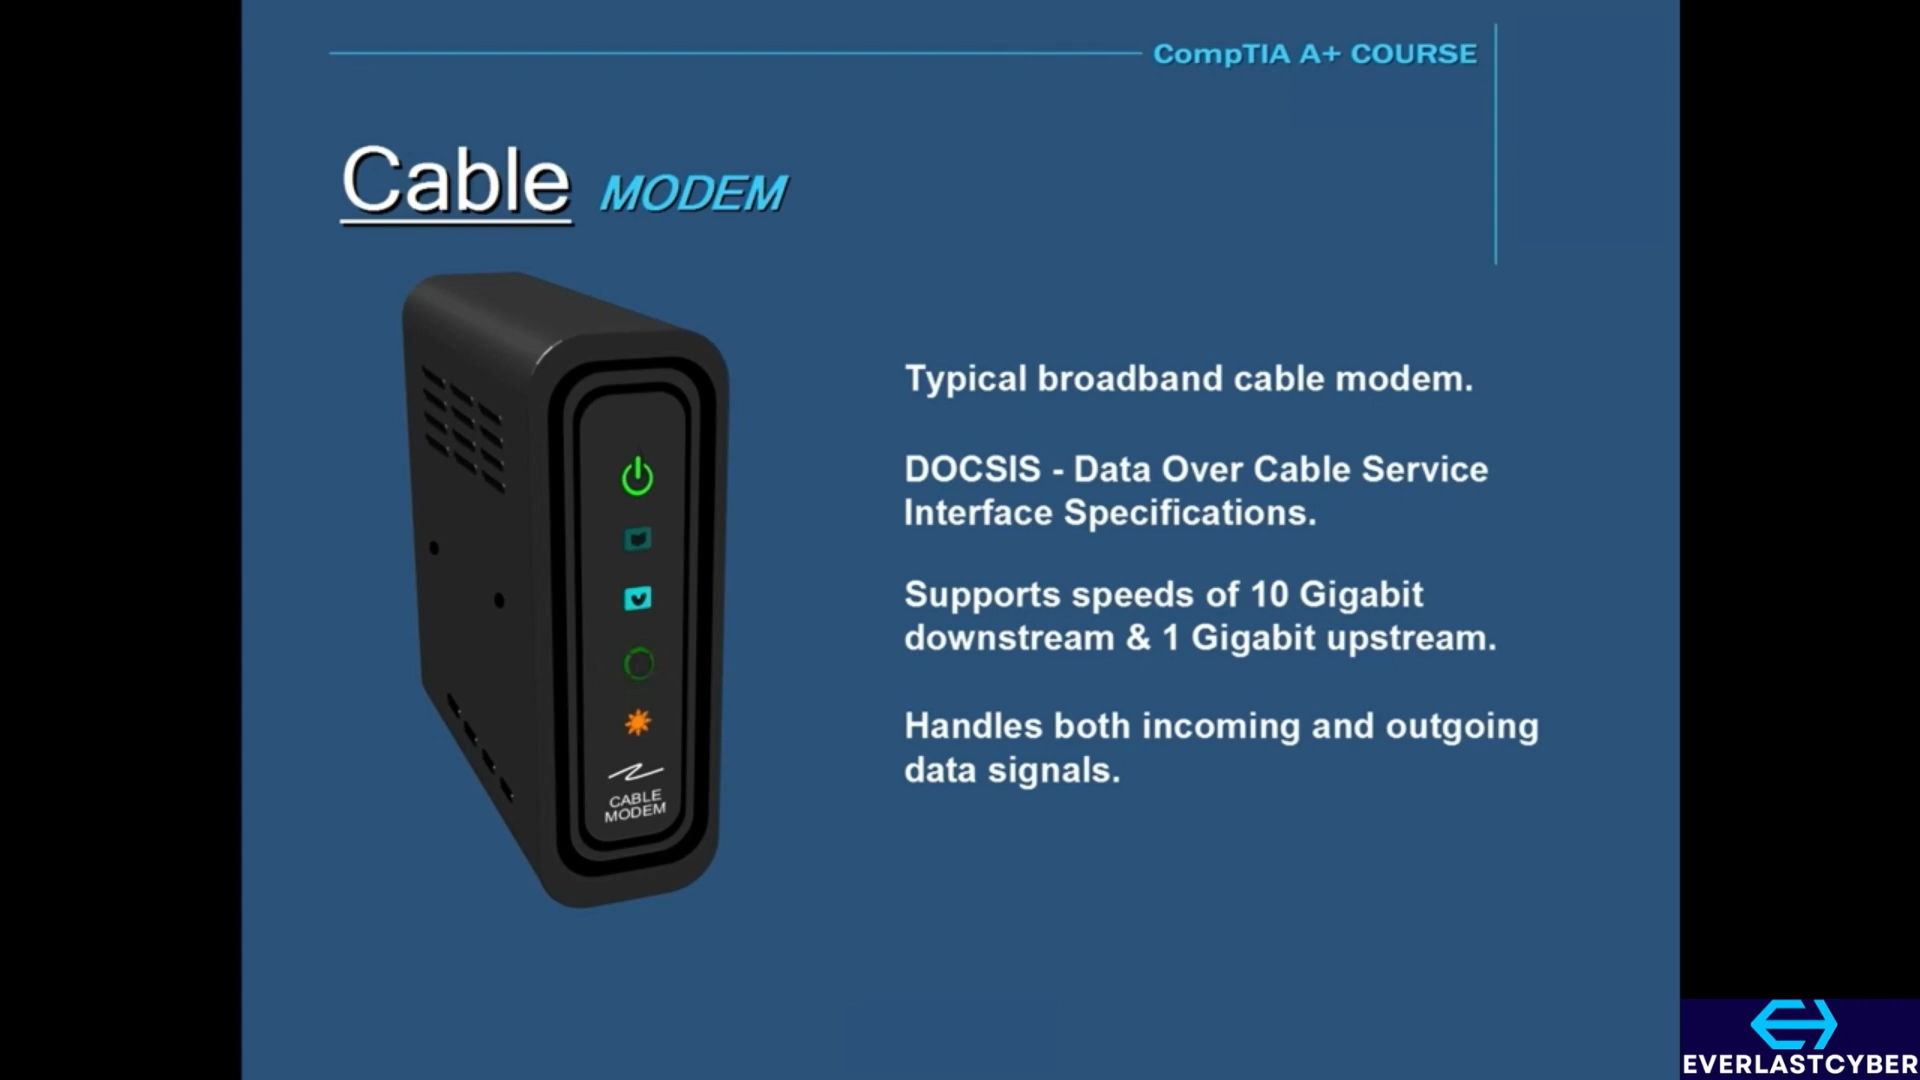 CompTIA A+ COURSE
Cable MODEM
Typical broadband cable modem.
DOCSIS - Data Over Cable Service
Interface Specifications.
Supports speeds of 10 Gigabit
downstream & 1 Gigabit upstream.
Handles both incoming and outgoing
data signals.
CABLE
MODEM
EVERLASTCYBER